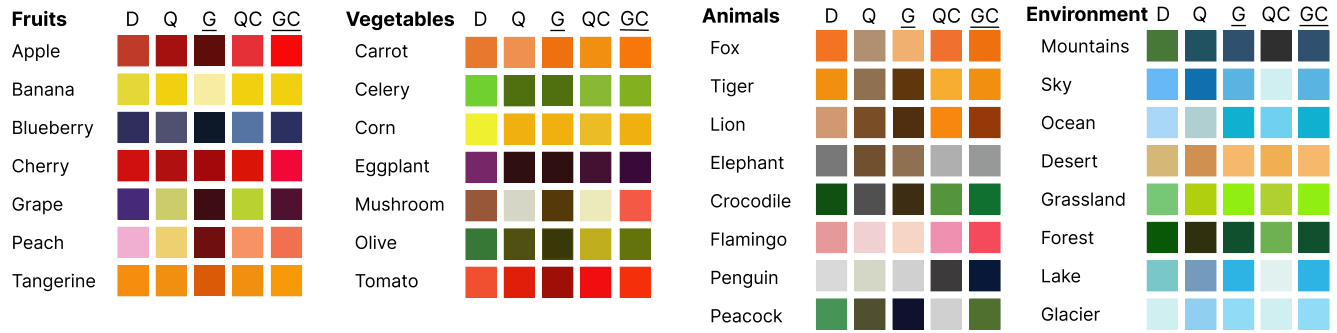 Fruits D Q G QC GC
Apple
Banana
Blueberry
Cherry
Grape
Peach
Tangerine
Vegetables D Q G QC GC
Carrot
Celery
Corn
Eggplant
Mushroom
Olive
Tomato
Animals D Q G QC GC
Fox
Tiger
Lion
Elephant
Crocodile
Flamingo
Penguin
Peacock
Environment D Q G QC GC
Mountains
Sky
Ocean
Desert
Grassland
Forest
Lake
Glacier